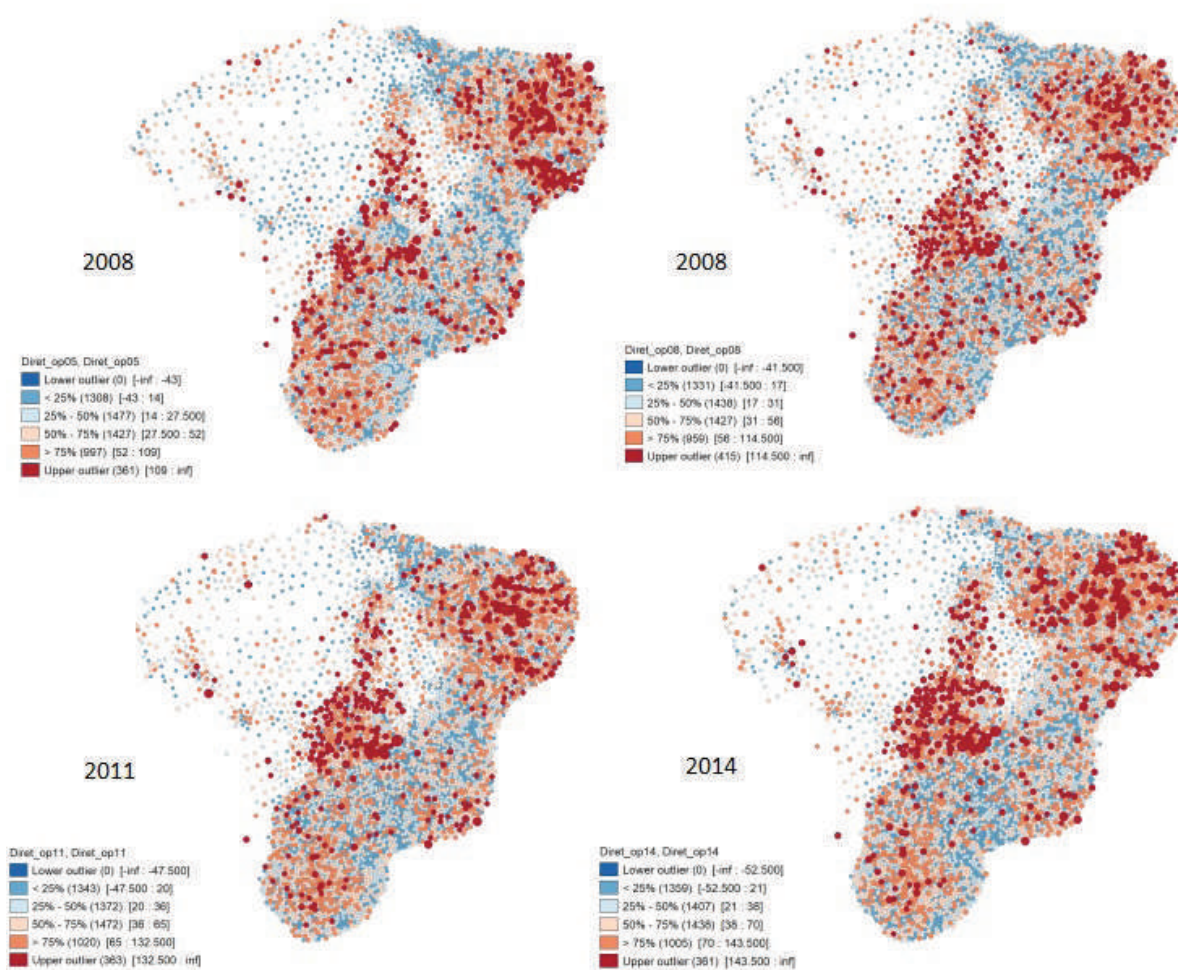 2008
Diret_op05, Diret_op05
Lower outlier (0) [-inf : -43]
< 25% (1308) [-43 : 14]
25% - 50% (1477) [14 : 27.500]
50% - 75% (1427) [27.500 : 52]
> 75% (997) [52 : 109]
Upper outlier (361) [109 : inf]
2008
Diret_op08, Diret_op08
Lower outlier (0) [-inf : -41.500]
< 25% (1331) [-41.500 : 17]
25% - 50% (1438) [17 : 31]
50% - 75% (1427) [31 : 56]
> 75% (959) [56 : 114.500]
Upper outlier (415) [114.500 : inf]
2011
Diret_op11, Diret_op11
Lower outlier (0) [-inf : -47.500]
< 25% (1343) [-47.500 : 20]
25% - 50% (1372) [20 : 36]
50% - 75% (1472) [36 : 65]
> 75% (1020) [65 : 132.500]
Upper outlier (363) [132.500 : inf]
2014
Diret_op14, Diret_op14
Lower outlier (0) [-inf : -52.500]
< 25% (1359) [-52.500 : 21]
25% - 50% (1407) [21 : 38]
50% - 75% (1438) [38 : 70]
> 75% (1005) [70 : 143.500]
Upper outlier (361) [143.500 : inf]